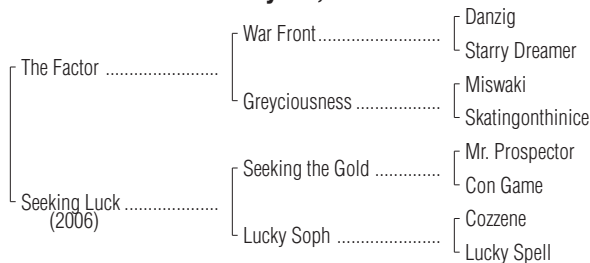 Danzig
War Front
Starry Dreamer
The Factor
Miswaki
Greyciousness
Skatingonthinice
Mr. Prospector
Seeking the Gold
Con Game
Seeking Luck
(2006)
Cozzene
Lucky Soph
Lucky Spell